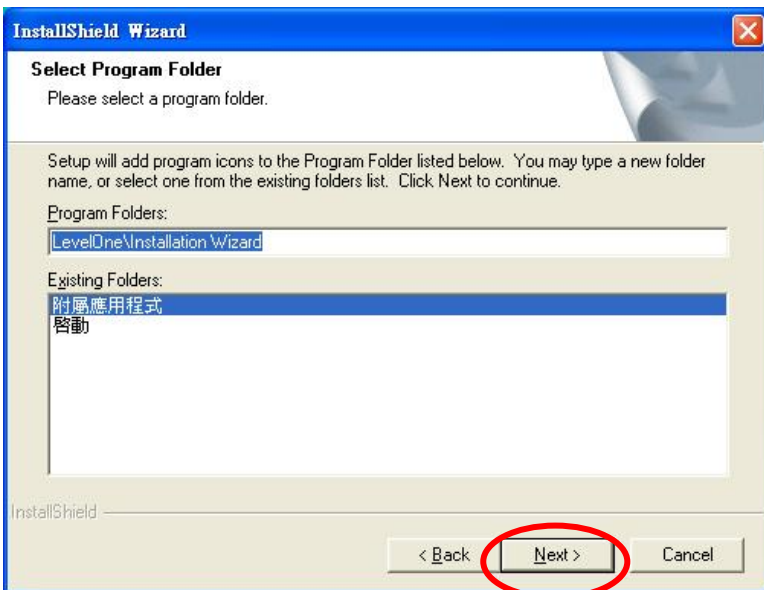 InstallShield Wizard
Select Program Folder
Please select a program folder.
Setup will add program icons to the Program Folder listed below. You may type a new folder
name, or select one from the existing folders list. Click Next to continue.
Program Folders:
LevelOne\Installation Wizard
Existing Folders:
附屬應用程式
啓動
InstallShield
< Back Next > Cancel